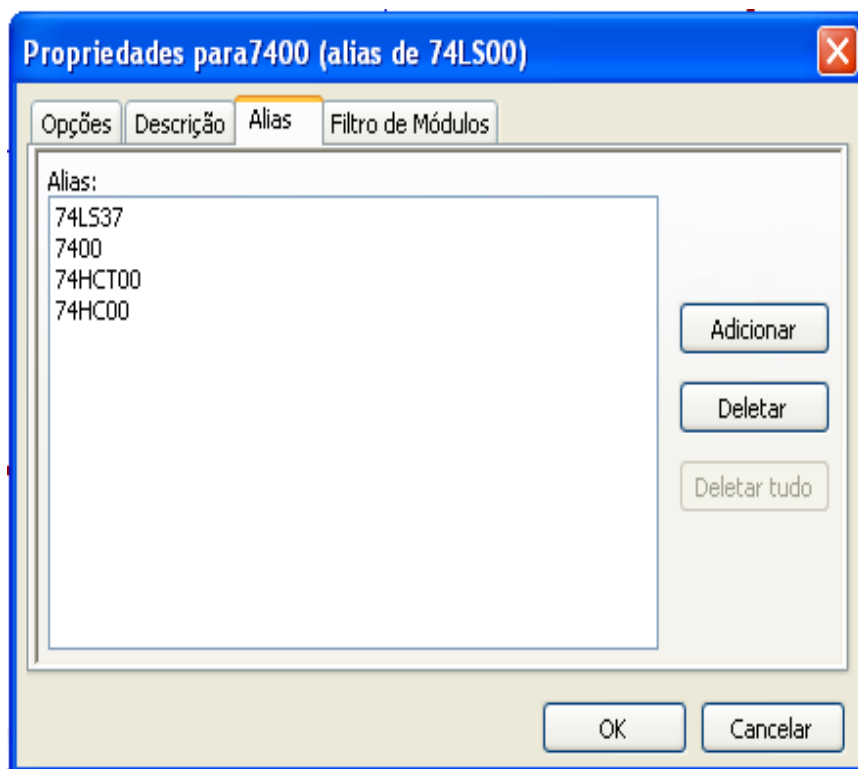 Propriedades para7400 (alias de 74LS00)
Opções Descrição Alias Filtro de Módulos
Alias:
74LS37
7400
74HCT00
74HC00
Adicionar
Deletar
Deletar tudo
OK Cancelar